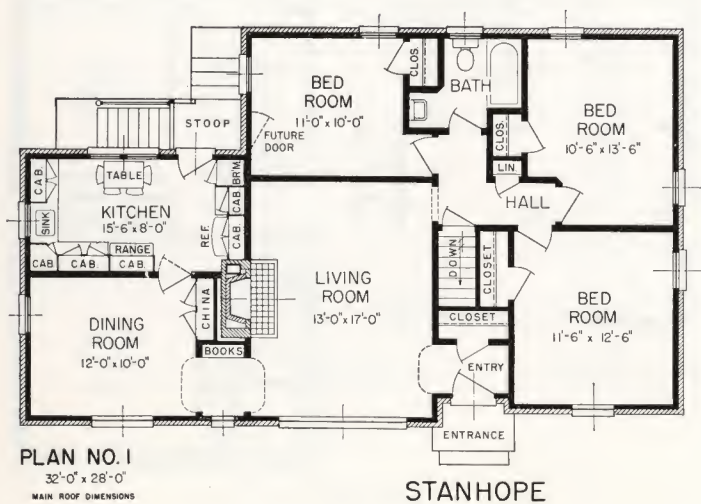 BED
ROOM
11'-0" x 10'-0"
CLOS.
BATH
BED
ROOM
10'-6" x 13'-6"
STOOP
FUTURE
DOOR
CLOS.
LIN.
HALL
CAB.
TABLE
BRM.
KITCHEN
15'-6" x 8'-0"
SINK
CAB.
REF.
CAB.
RANGE
CAB.
CAB.
CAB.
DOWN
CLOSET
LIVING
ROOM
13'-0" x 17'-0"
CHINA
DINING
ROOM
12'-0" x 10'-0"
BOOKS
CLOSET
BED
ROOM
11'-6" x 12'-6"
ENTRY
ENTRANCE
PLAN NO. 1
32'-0" x 28'-0"
MAIN ROOF DIMENSIONS
STANHOPE